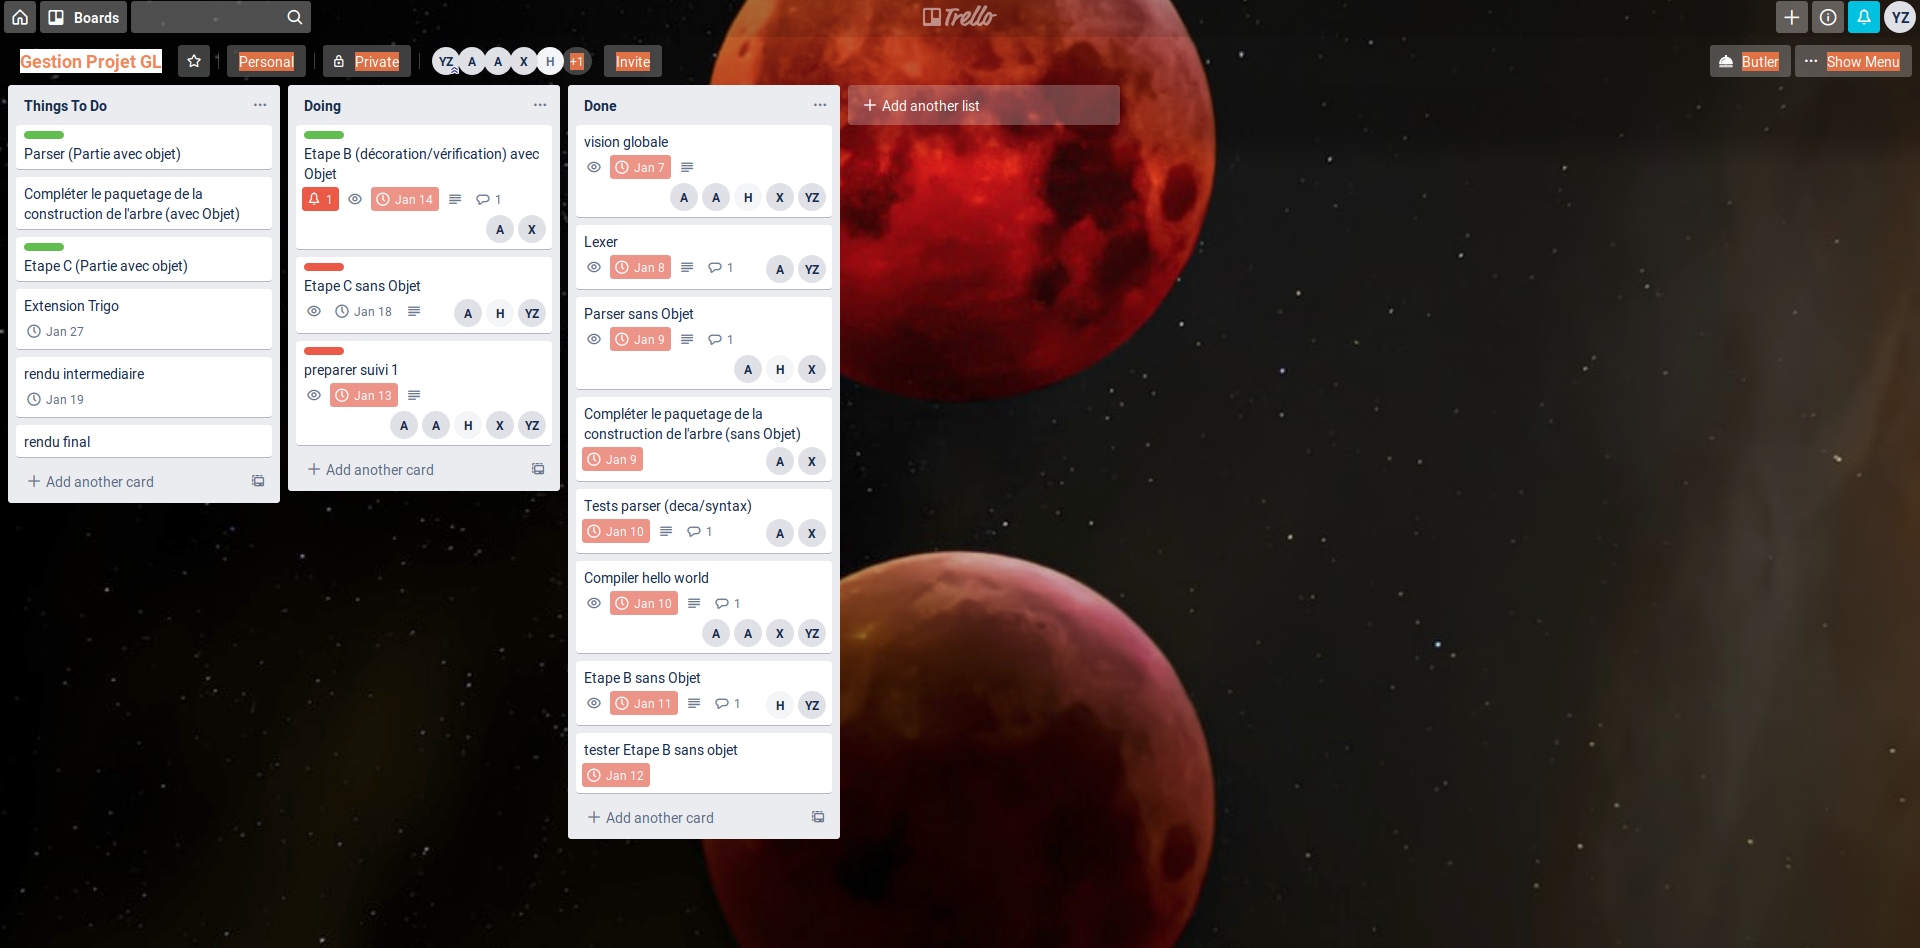 Boards
Trello
YZ
Gestion Projet GL
Personal
Private
YZ A A X H +1
Invite
Butler
Show Menu
Things To Do
Parser (Partie avec objet)
Compléter le paquetage de la
construction de l'arbre (avec Objet)
Etape C (Partie avec objet)
Extension Trigo
Jan 27
rendu intermediaire
Jan 19
rendu final
Add another card
Doing
Etape B (décoration/vérification) avec
Objet
1 Jan 14 1
A X
Etape C sans Objet
Jan 18 A H YZ
preparer suivi 1
Jan 13
A A H X YZ
Add another card
Done
vision globale
Jan 7
A A H X YZ
Lexer
Jan 8 1 A YZ
Parser sans Objet
Jan 9 1
A H X
Compléter le paquetage de la
construction de l'arbre (sans Objet)
Jan 9 A X
Tests parser (deca/syntax)
Jan 10 1 A X
Compiler hello world
Jan 10 1
A A X YZ
Etape B sans Objet
Jan 11 1 H YZ
tester Etape B sans objet
Jan 12
Add another card
Add another list